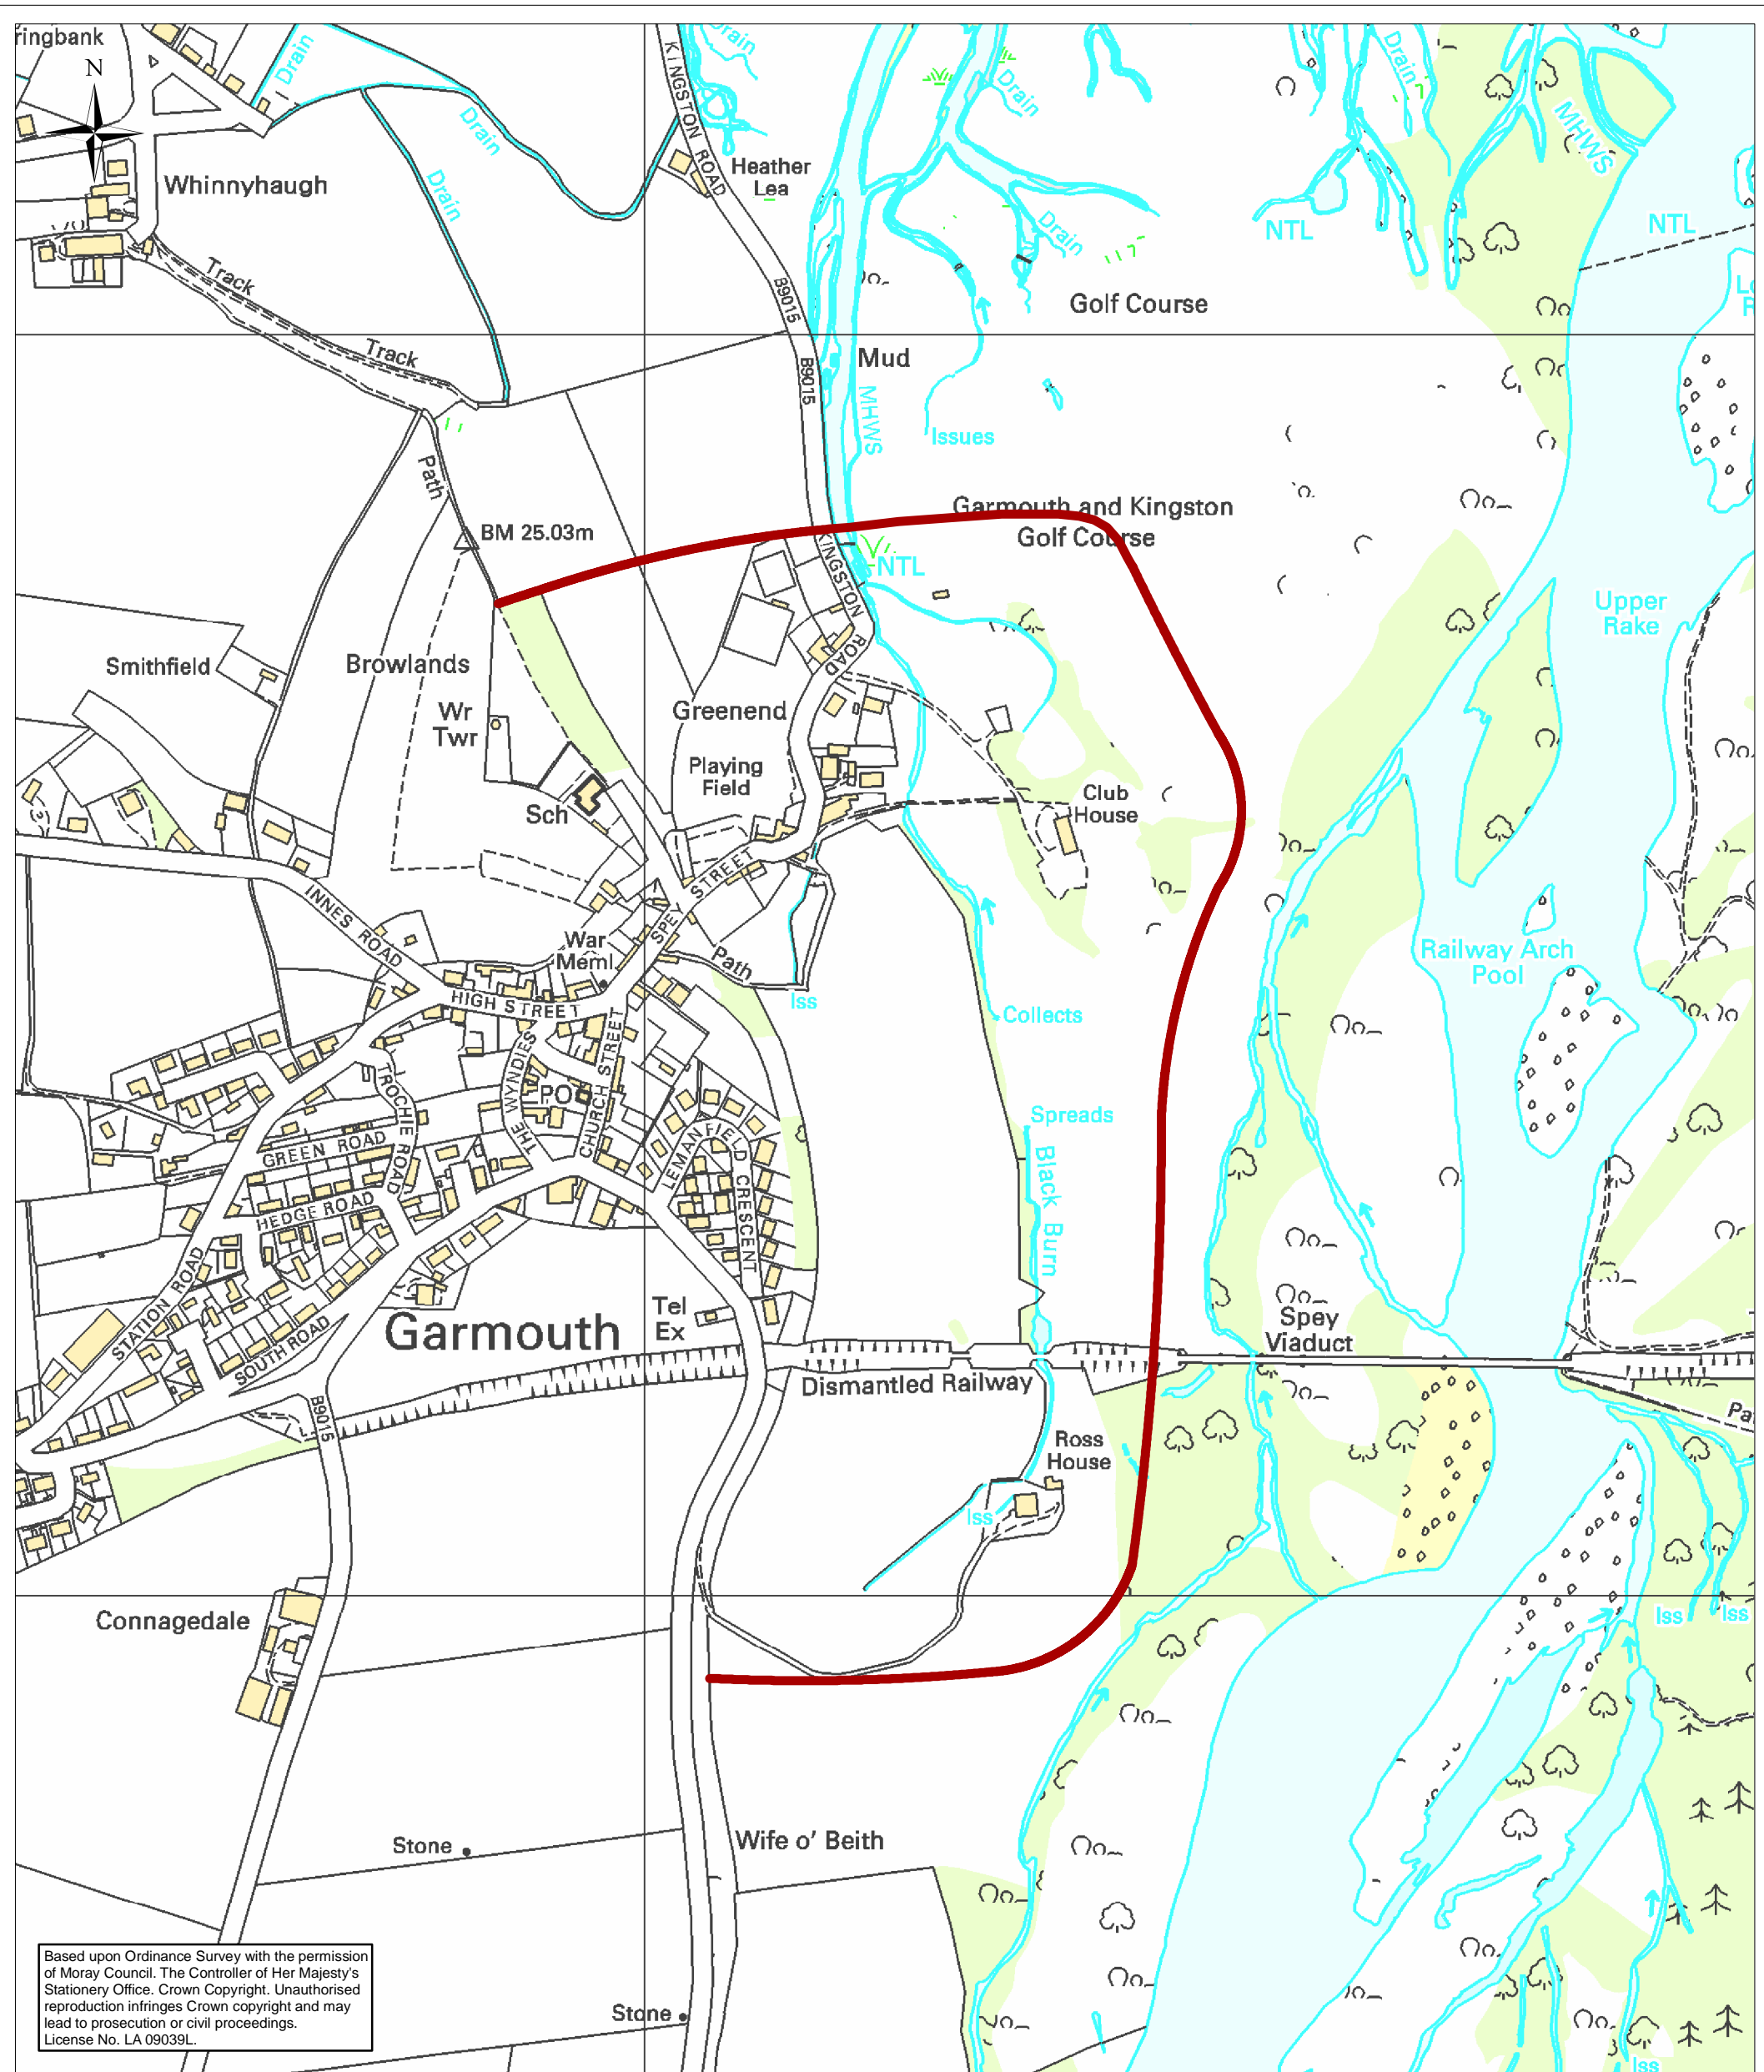 ringbank
N
Drain
Drain
Drain
KINGSTON ROAD
Drain
Drain
Drain
MHWS
Heather
Lea
Whinnyhaugh
Drain
NTL
NTL
Track
B9015
Golf Course
Track
B9015
Mud
MHWS
Issues
Path
BM 25.03m
Garmouth and Kingston
Golf Course
KINGSTON
ROAD
NTL
Upper
Rake
Smithfield
Browlands
Wr
Twr
Greenend
Playing
Field
Club
House
Sch
SPEY STREET
INNES ROAD
War
Meml
Path
Iss
Railway Arch
Pool
HIGH STREET
Collects
THE WYNDIES
CHURCH STREET
PO
TROCHIE ROAD
Spreads
GREEN ROAD
LEMANFIELD
CRESCENT
Black Burn
HEDGE ROAD
STATION ROAD
SOUTH ROAD
Garmouth
Tel
Ex
Spey
Viaduct
Dismantled Railway
B9015
Pa
Ross
House
Iss
Connagedale
Iss
Iss
Stone
Wife o' Beith
Stone
Iss
Based upon Ordinance Survey with the permission
of Moray Council. The Controller of Her Majesty's
Stationery Office. Crown Copyright. Unauthorised
reproduction infringes Crown copyright and may
lead to prosecution or civil proceedings.
License No. LA 09039L.